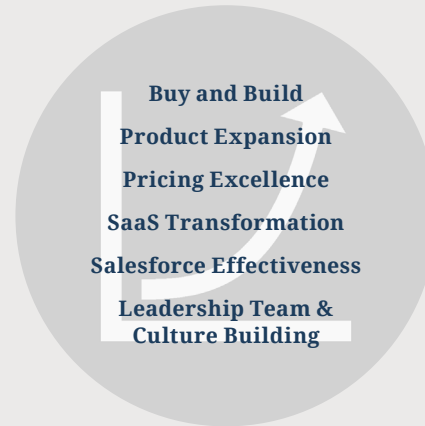 Buy and Build
Product Expansion
Pricing Excellence
SaaS Transformation
Salesforce Effectiveness
Leadership Team &
Culture Building